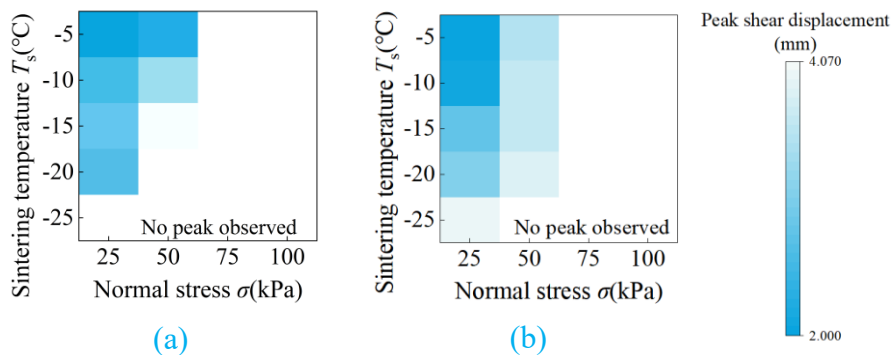 Sintering temperature Tₛ(°C)
-5
-10
-15
-20
-25
No peak observed
25 50 75 100
Normal stress σ(kPa)
(a)
Sintering temperature Tₛ(°C)
-5
-10
-15
-20
-25
No peak observed
25 50 75 100
Normal stress σ(kPa)
(b)
Peak shear displacement
(mm)
4.070
2.000